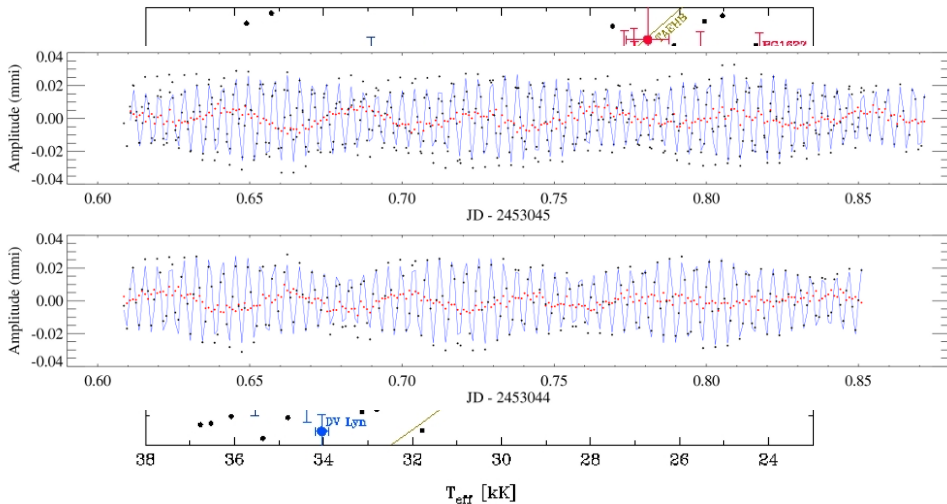 TAEHB
PG1627
0.04
0.02
0.00
-0.02
-0.04
Amplitude (mmi)
0.60 0.65 0.70 0.75 0.80 0.85
JD - 2453045
0.04
0.02
0.00
-0.02
-0.04
Amplitude (mmi)
0.60 0.65 0.70 0.75 0.80 0.85
JD - 2453044
DV Lyn
38 36 34 32 30 28 26 24
Teff [kK]